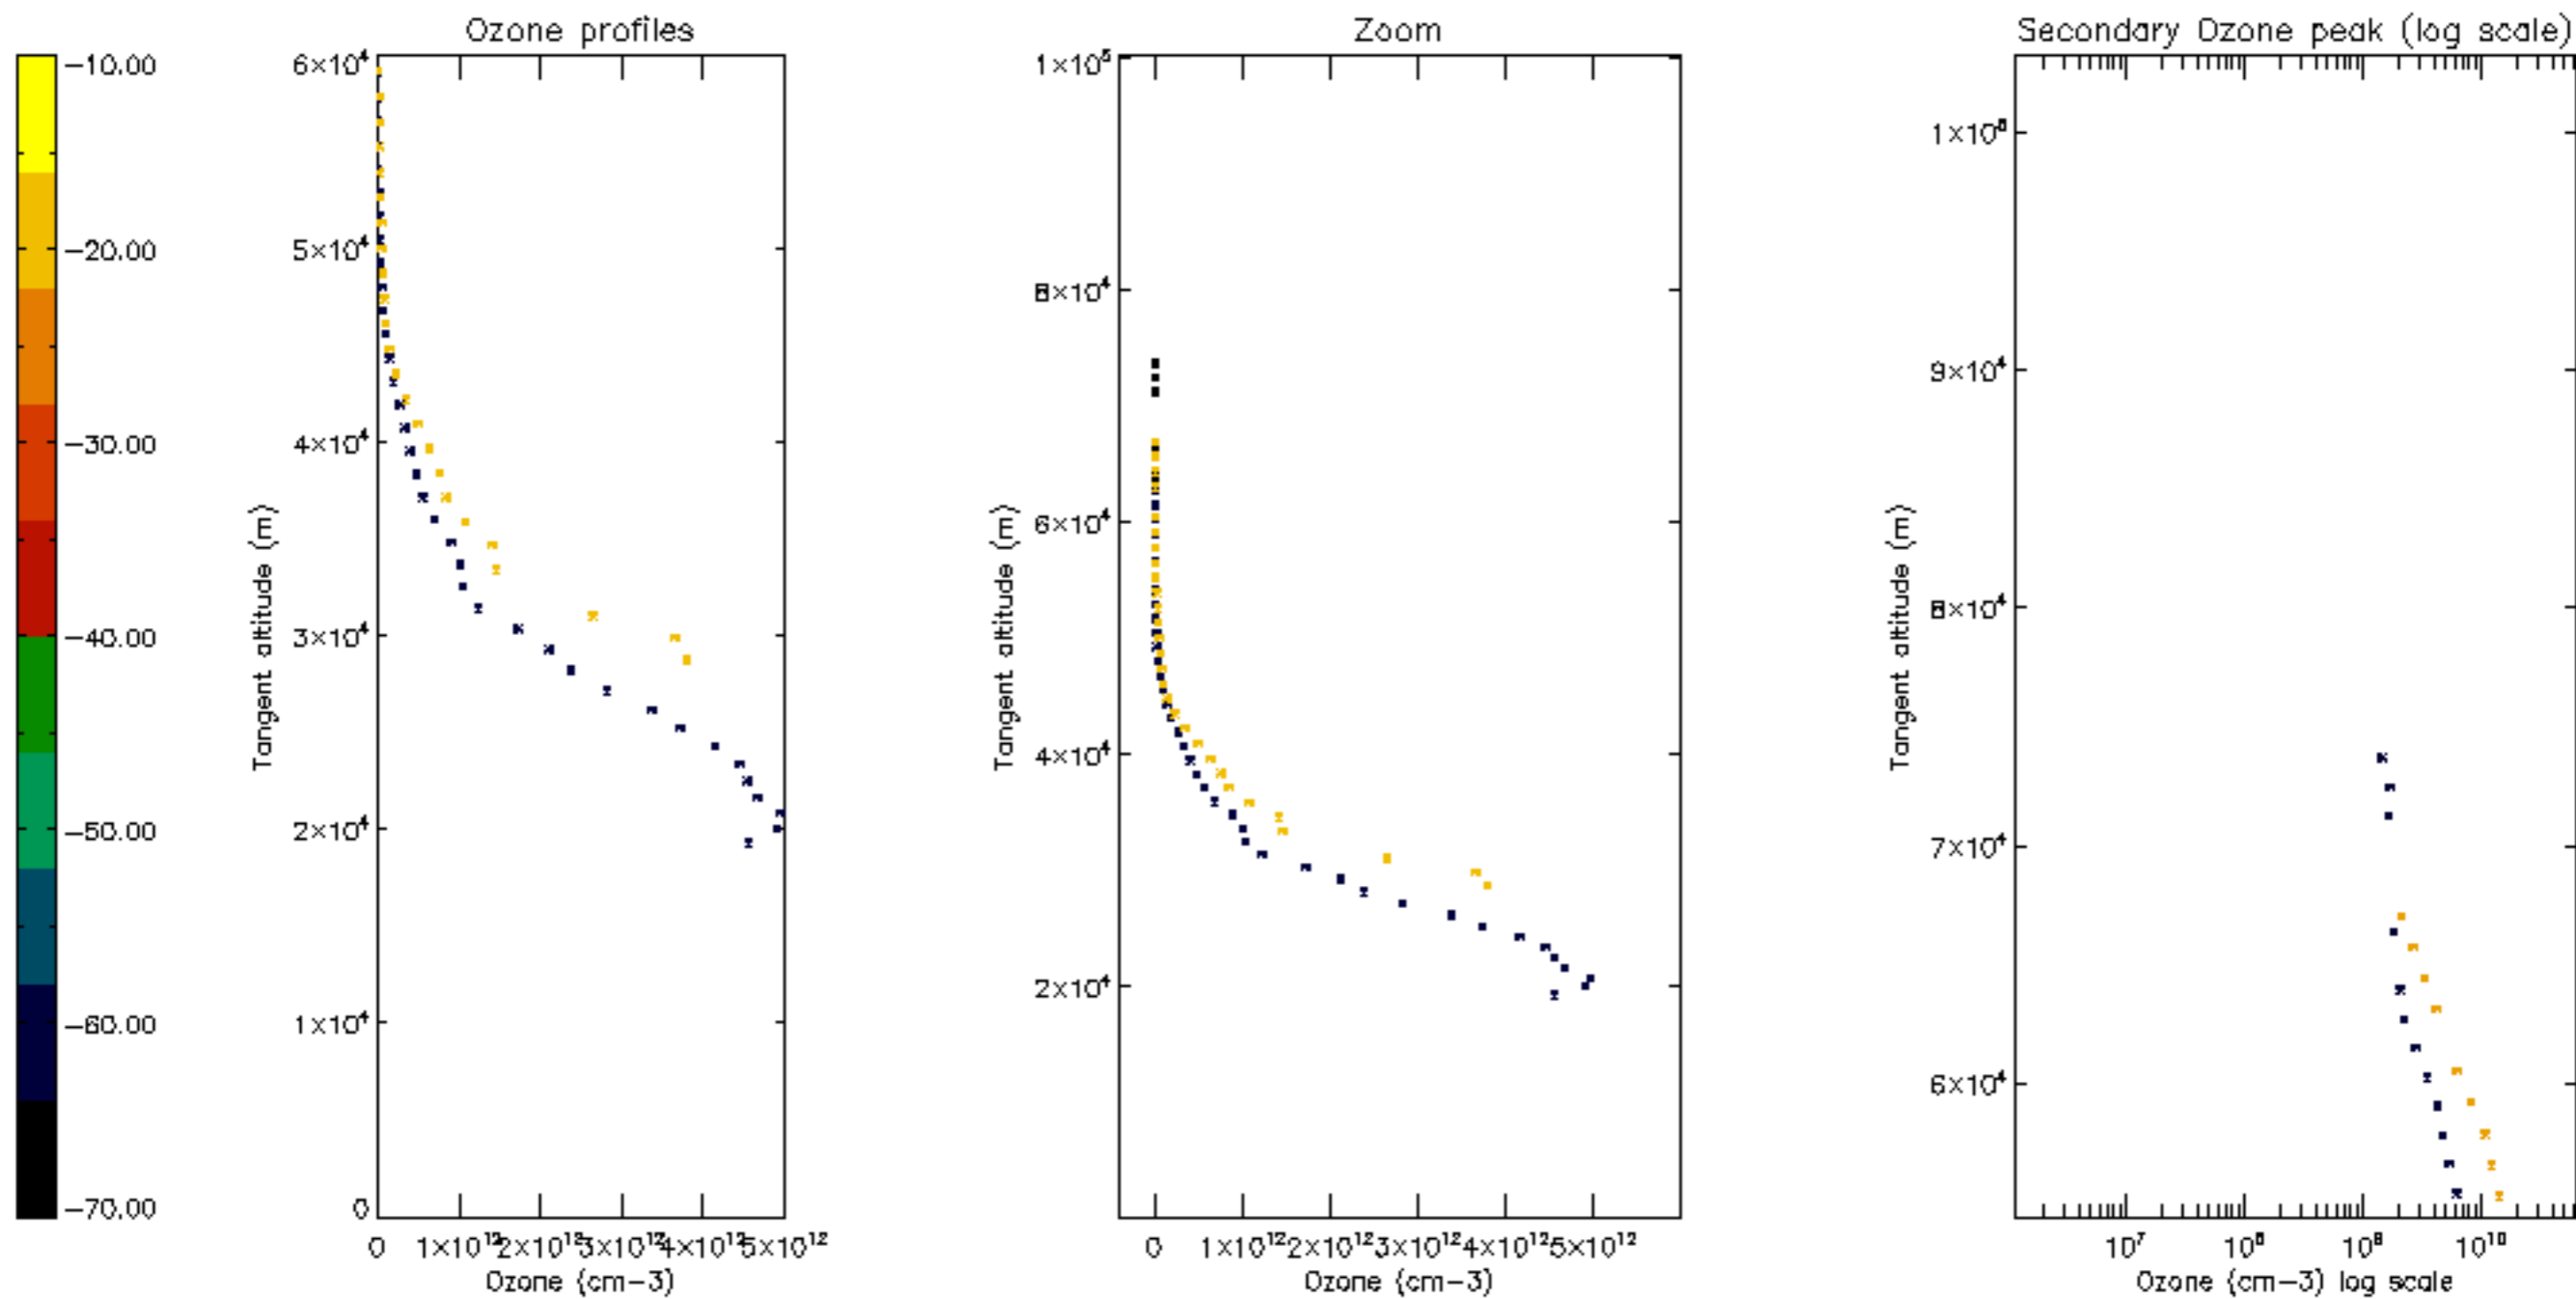 Ozone profiles
Zoom
Secondary Ozone peak (log scale)
−10.00
−20.00
−30.00
−40.00
−50.00
−60.00
−70.00
6×10⁴
5×10⁴
4×10⁴
3×10⁴
2×10⁴
1×10⁴
0
Tangent altitude (m)
0 1×10¹² 2×10¹² 3×10¹² 4×10¹² 5×10¹²
Ozone (cm−3)
1×10⁵
8×10⁴
6×10⁴
4×10⁴
2×10⁴
Tangent altitude (m)
0 1×10¹² 2×10¹² 3×10¹² 4×10¹² 5×10¹²
Ozone (cm−3)
9×10⁴
8×10⁴
7×10⁴
6×10⁴
Tangent altitude (m)
10⁷ 10⁸ 10⁹ 10¹⁰
Ozone (cm−3) log scale